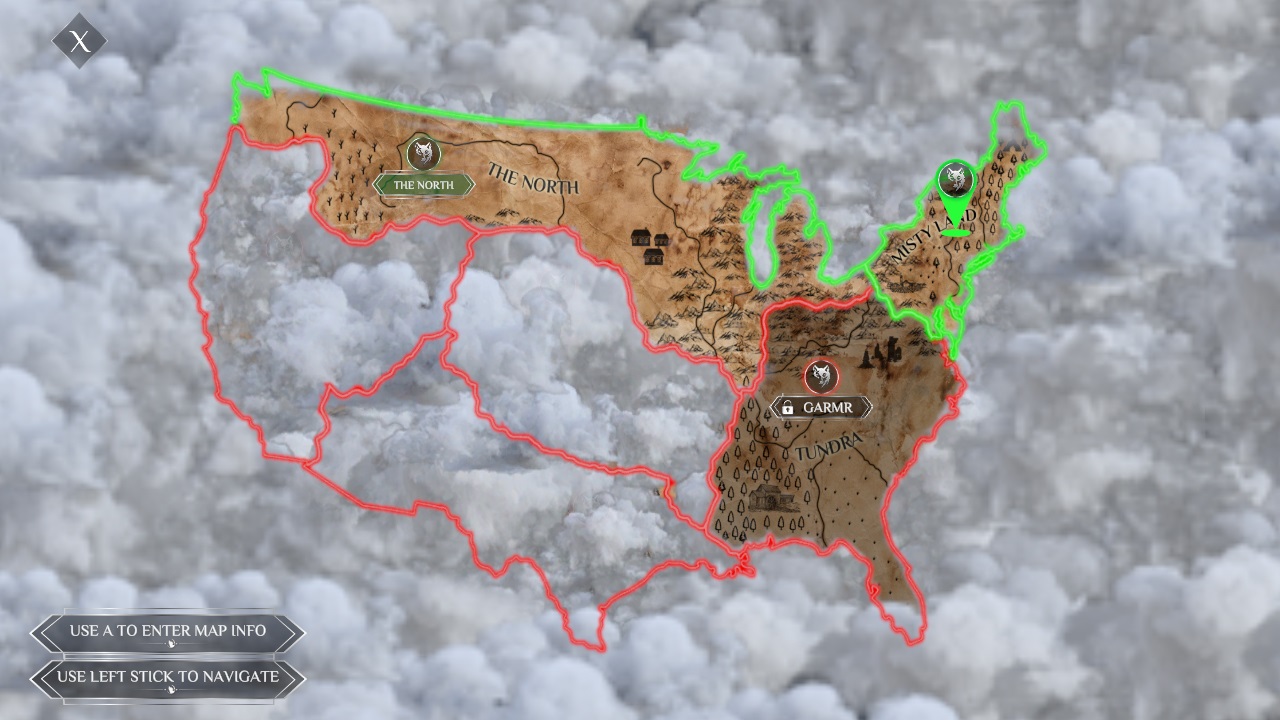 X
THE NORTH
THE NORTH
MISTY LAND
GARMR
TUNDRA
USE A TO ENTER MAP INFO
USE LEFT STICK TO NAVIGATE